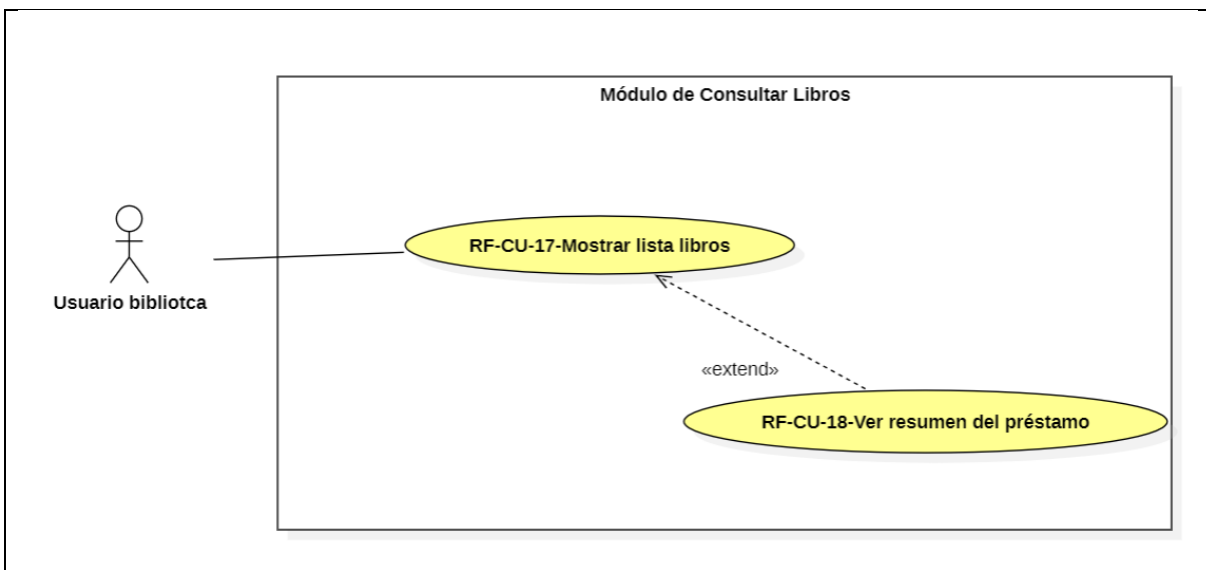 Módulo de Consultar Libros
RF-CU-17-Mostrar lista libros
Usuario bibliotca
«extend»
RF-CU-18-Ver resumen del préstamo